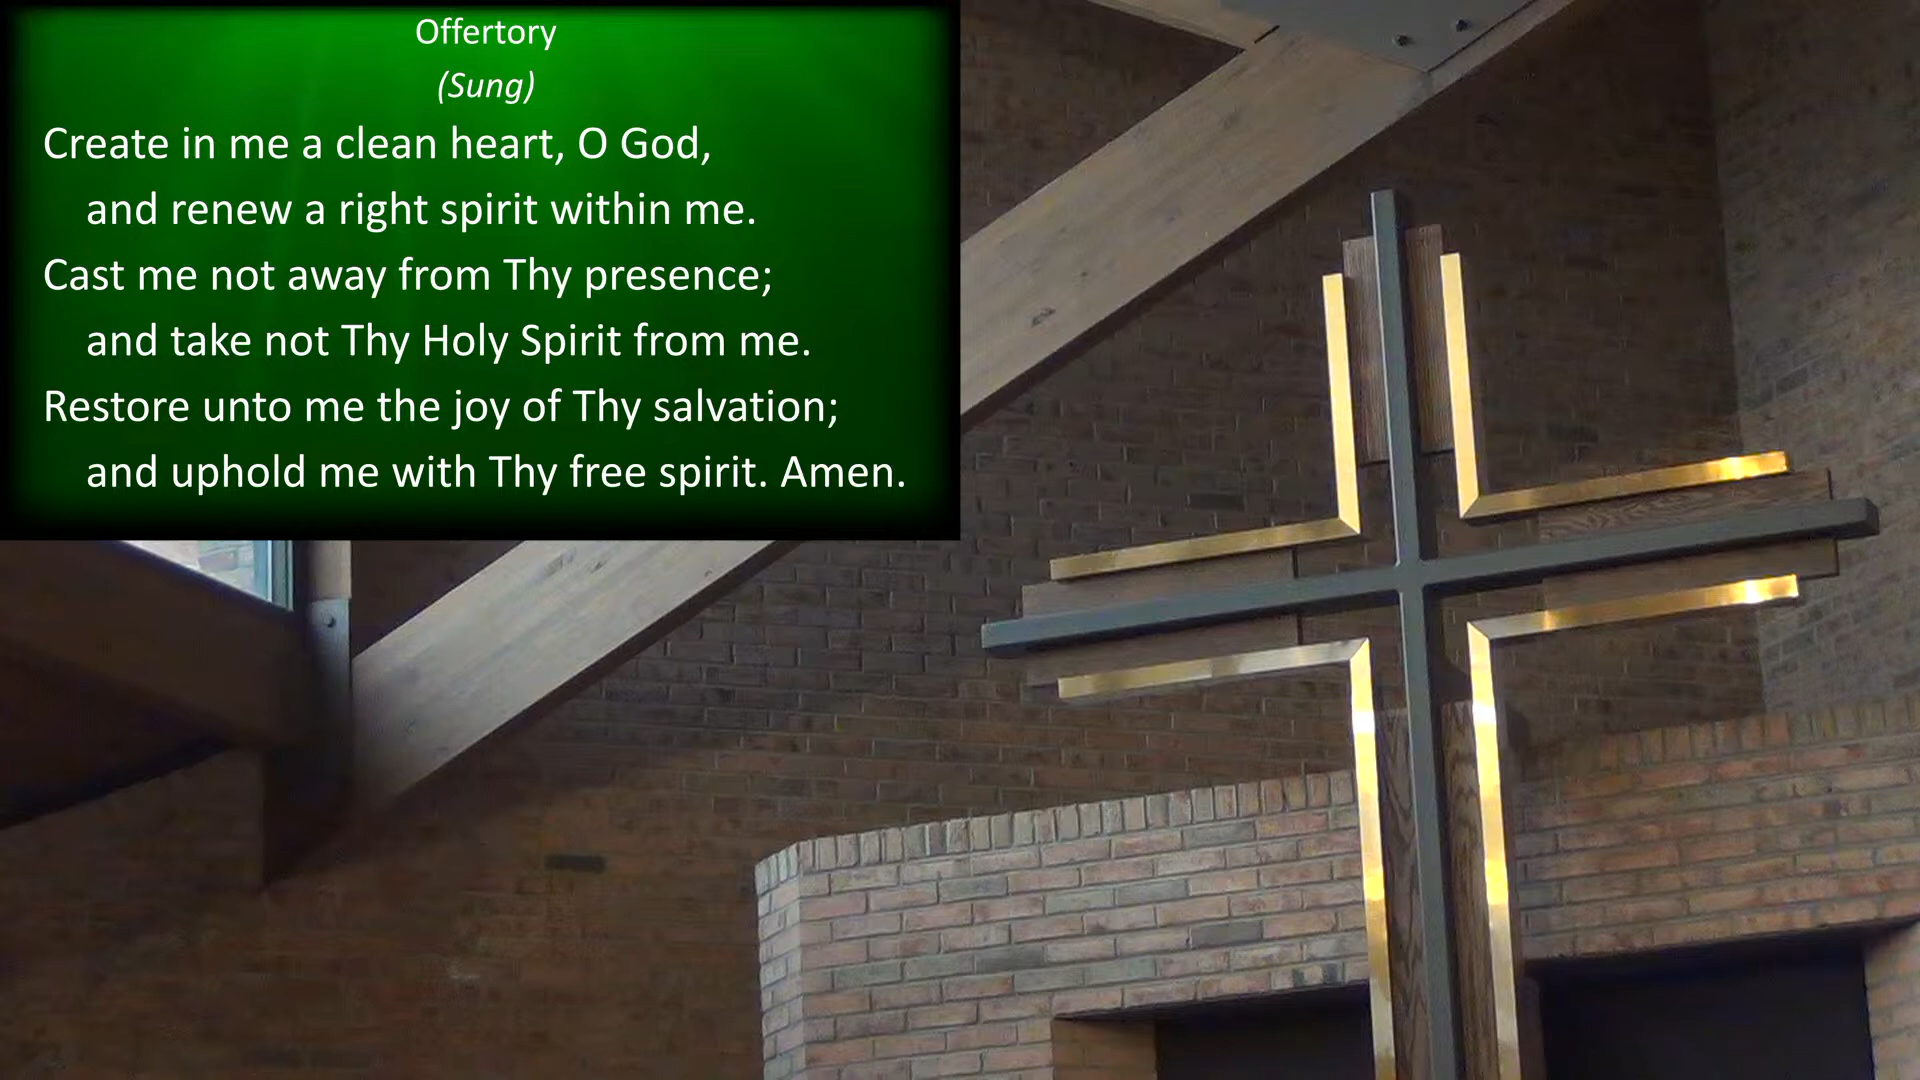 Offertory
(Sung)
Create in me a clean heart, O God,
and renew a right spirit within me.
Cast me not away from Thy presence;
and take not Thy Holy Spirit from me.
Restore unto me the joy of Thy salvation;
and uphold me with Thy free spirit. Amen.